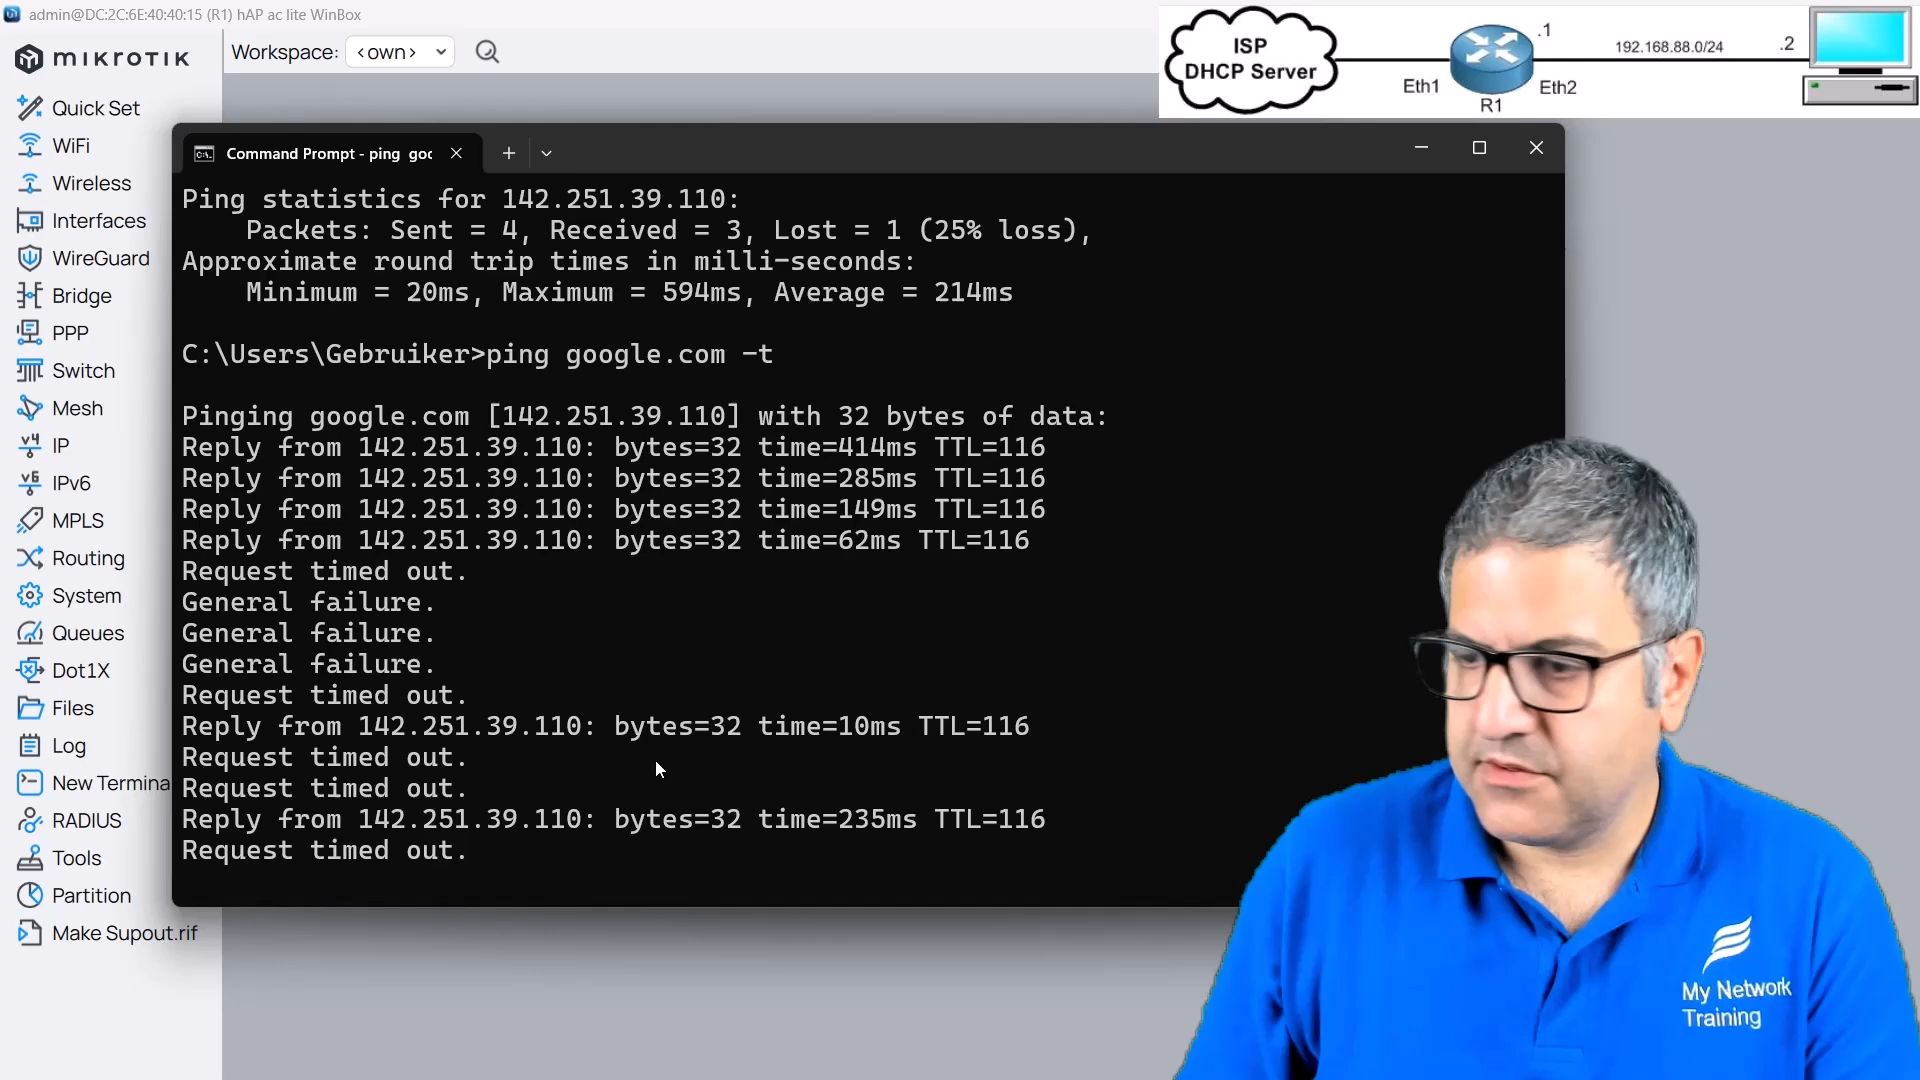 admin@DC:2C:6E:40:40:15 (R1) hAP ac lite WinBox
mikrotik
Workspace: <own>
ISP
DHCP Server
Eth1
R1
.1
Eth2
192.168.88.0/24
.2
Quick Set
WiFi
Wireless
Interfaces
WireGuard
Bridge
PPP
Switch
Mesh
IP
IPv6
MPLS
Routing
System
Queues
Dot1X
Files
Log
New Termina
RADIUS
Tools
Partition
Make Supout.rif
Command Prompt - ping goo
Ping statistics for 142.251.39.110:
Packets: Sent = 4, Received = 3, Lost = 1 (25% loss),
Approximate round trip times in milli-seconds:
Minimum = 20ms, Maximum = 594ms, Average = 214ms
C:\Users\Gebruiker>ping google.com -t
Pinging google.com [142.251.39.110] with 32 bytes of data:
Reply from 142.251.39.110: bytes=32 time=414ms TTL=116
Reply from 142.251.39.110: bytes=32 time=285ms TTL=116
Reply from 142.251.39.110: bytes=32 time=149ms TTL=116
Reply from 142.251.39.110: bytes=32 time=62ms TTL=116
Request timed out.
General failure.
General failure.
General failure.
Request timed out.
Reply from 142.251.39.110: bytes=32 time=10ms TTL=116
Request timed out.
Request timed out.
Reply from 142.251.39.110: bytes=32 time=235ms TTL=116
Request timed out.
My Network
Training